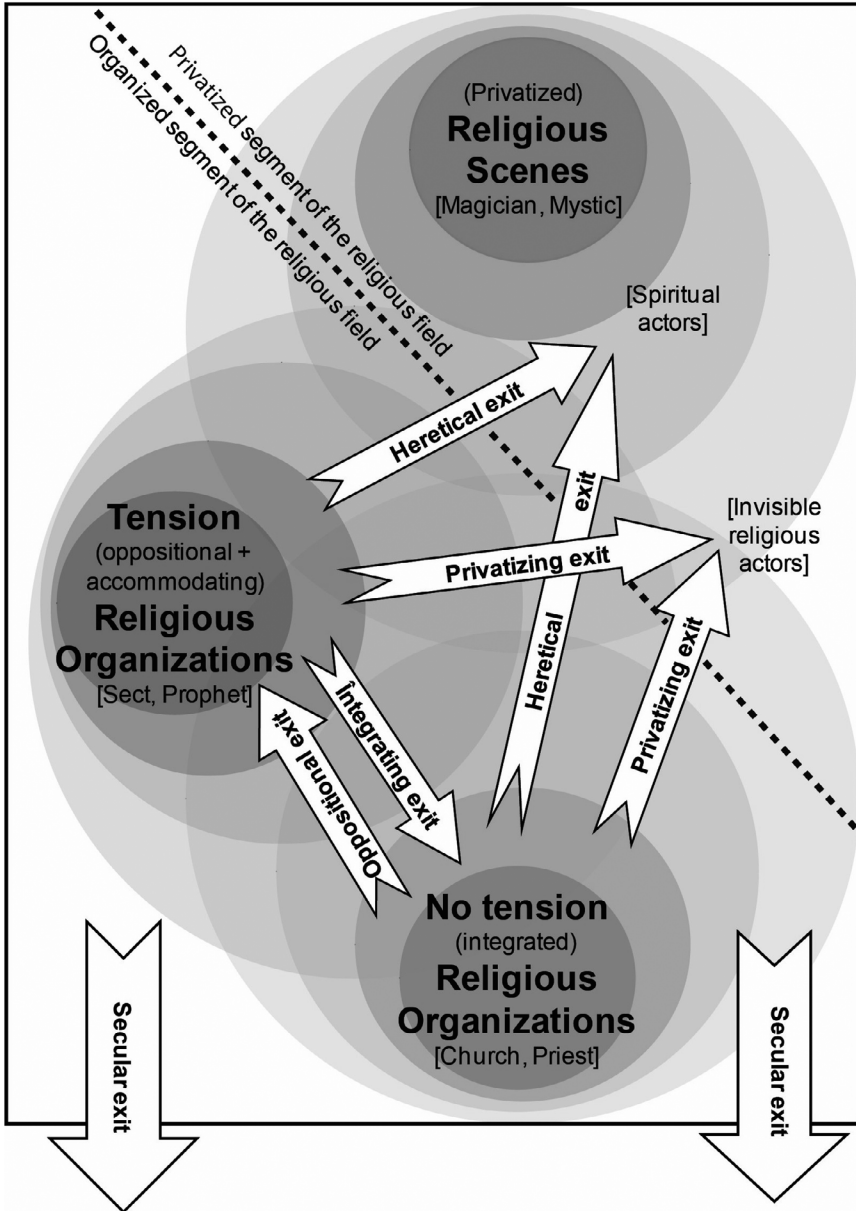 Privatized segment of the religious field
Organized segment of the religious field
(Privatized)
Religious
Scenes
[Magician, Mystic]
[Spiritual
actors]
Heretical exit
exit
Heretical
[Invisible
religious
actors]
Tension
(oppositional +
accommodating)
Religious
Organizations
[Sect, Prophet]
Privatizing exit
Privatizing exit
Integrating exit
Oppositional exit
No tension
(integrated)
Religious
Organizations
[Church, Priest]
Secular exit
Secular exit